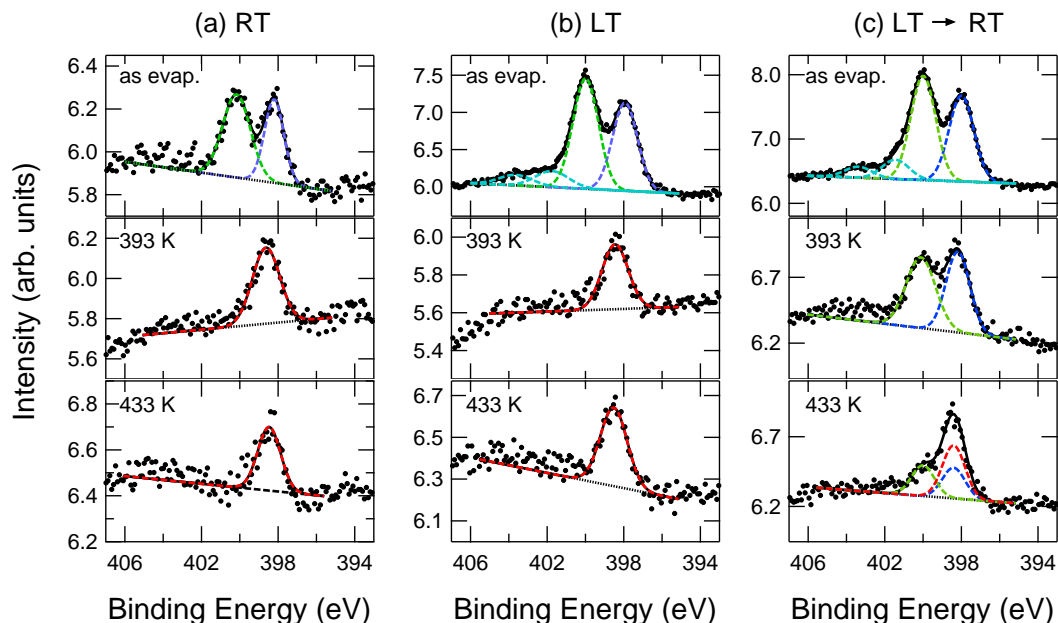 (a) RT
(b) LT
(c) LT → RT
Intensity (arb. units)
as evap.
6.4
6.2
6.0
5.8
as evap.
7.5
7.0
6.5
6.0
as evap.
8.0
7.0
6.0
393 K
6.2
6.0
5.8
5.6
393 K
6.0
5.8
5.6
5.4
393 K
6.7
6.2
433 K
6.8
6.6
6.4
6.2
433 K
6.7
6.5
6.3
6.1
433 K
6.7
6.2
406 402 398 394
406 402 398 394
406 402 398 394
Binding Energy (eV)
Binding Energy (eV)
Binding Energy (eV)